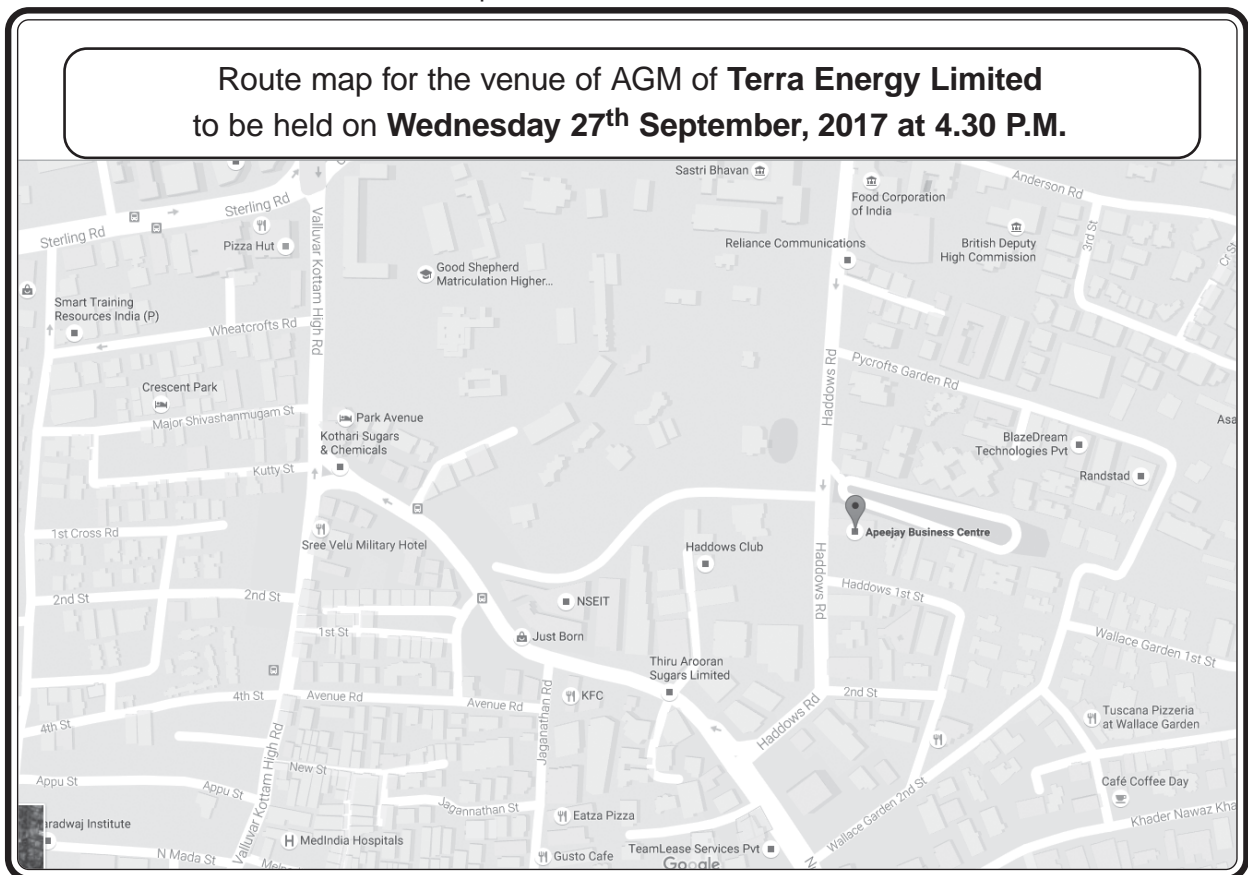 Route map for the venue of AGM of Terra Energy Limited
to be held on Wednesday 27th September, 2017 at 4.30 P.M.
Sastri Bhavan
Food Corporation
of India
Anderson Rd
Sterling Rd
Sterling Rd
Pizza Hut
Valluvar Kottam High Rd
Reliance Communications
British Deputy
High Commission
3rd St
Good Shepherd
Matriculation Higher...
Smart Training
Resources India (P)
Wheatcrofts Rd
Haddows Rd
Pycrofts Garden Rd
Crescent Park
Major Shivashanmugam St
Park Avenue
Kothari Sugars
& Chemicals
Asa
BlazeDream
Technologies Pvt
Randstad
Kutty St
1st Cross Rd
Sree Velu Military Hotel
Apeejay Business Centre
Haddows Club
Haddows Rd
Haddows 1st St
2nd St
2nd St
NSEIT
1st St
Just Born
Wallace Garden 1st St
Thiru Arooran
Sugars Limited
4th St
Avenue Rd
Avenue Rd
KFC
2nd St
Haddows Rd
Jaganathan Rd
4th St
Tuscana Pizzeria
at Wallace Garden
New St
Appu St
Appu St
Valluvar Kottam High Rd
Jagannathan St
Café Coffee Day
Wallace Garden 2nd St
Khader Nawaz Kha
Eatza Pizza
aradwaj Institute
MedIndia Hospitals
N Mada St
Gusto Cafe
TeamLease Services Pvt
Google